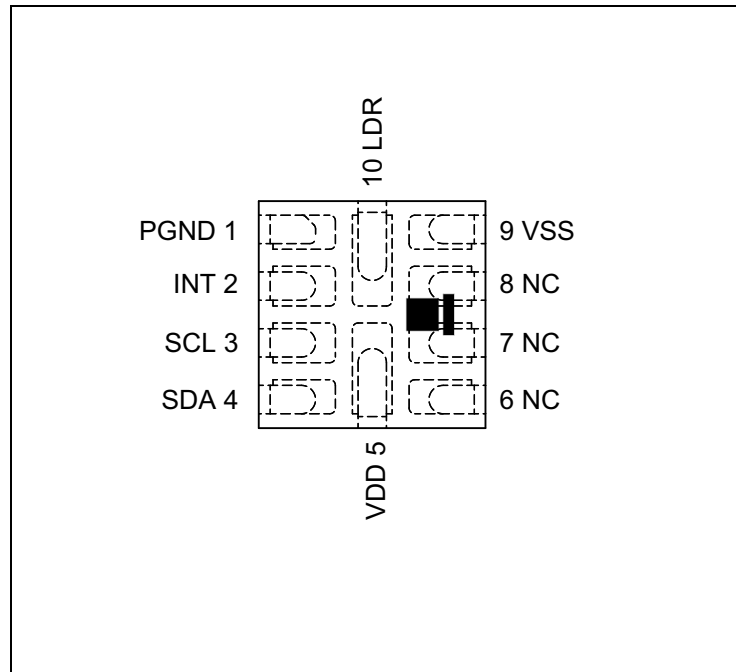 10 LDR
PGND 1
9 VSS
INT 2
8 NC
SCL 3
7 NC
SDA 4
6 NC
VDD 5